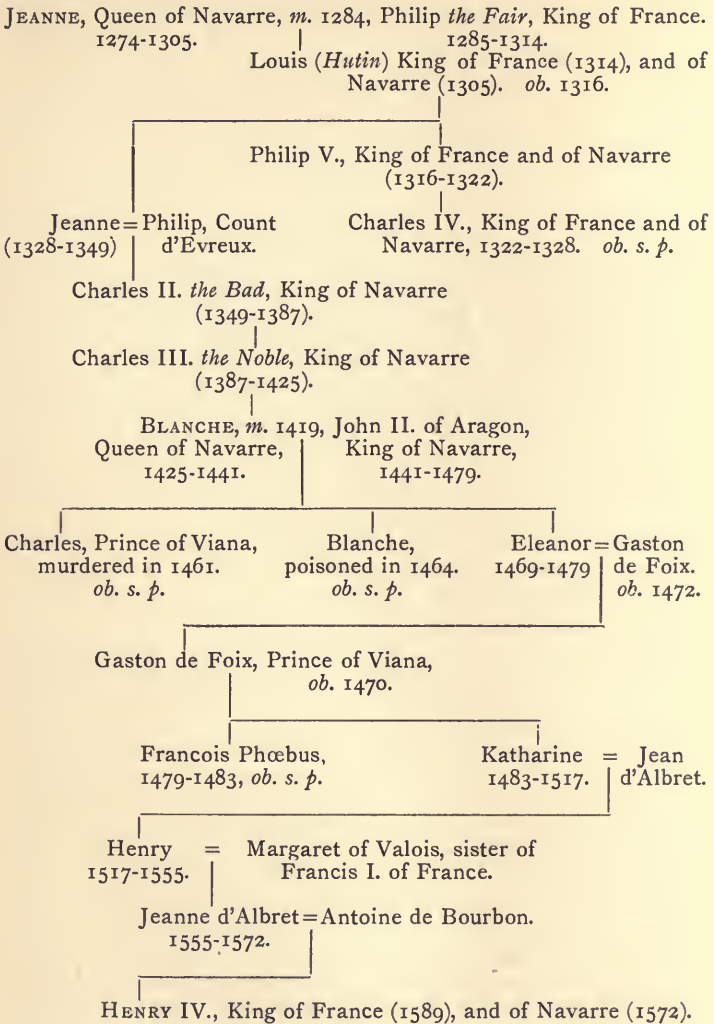 JEANNE, Queen of Navarre, m. 1284, Philip the Fair, King of France.
1274-1305. 1285-1314.
Louis (Hutin) King of France (1314), and of
Navarre (1305). ob. 1316.
Philip V., King of France and of Navarre
(1316-1322).
Jeanne=Philip, Count Charles IV., King of France and of
(1328-1349) d'Evreux. Navarre, 1322-1328. ob. s. p.
Charles II. the Bad, King of Navarre
(1349-1387).
Charles III. the Noble, King of Navarre
(1387-1425).
BLANCHE, m. 1419, John II. of Aragon,
Queen of Navarre, King of Navarre,
1425-1441. 1441-1479.
Charles, Prince of Viana, Blanche, Eleanor=Gaston
murdered in 1461. poisoned in 1464. 1469-1479 de Foix.
ob. s. p. ob. s. p. ob. 1472.
Gaston de Foix, Prince of Viana,
ob. 1470.
Francois Phœbus, Katharine = Jean
1479-1483, ob. s. p. 1483-1517. d'Albret.
Henry = Margaret of Valois, sister of
1517-1555. Francis I. of France.
Jeanne d'Albret=Antoine de Bourbon.
1555-1572.
HENRY IV., King of France (1589), and of Navarre (1572).